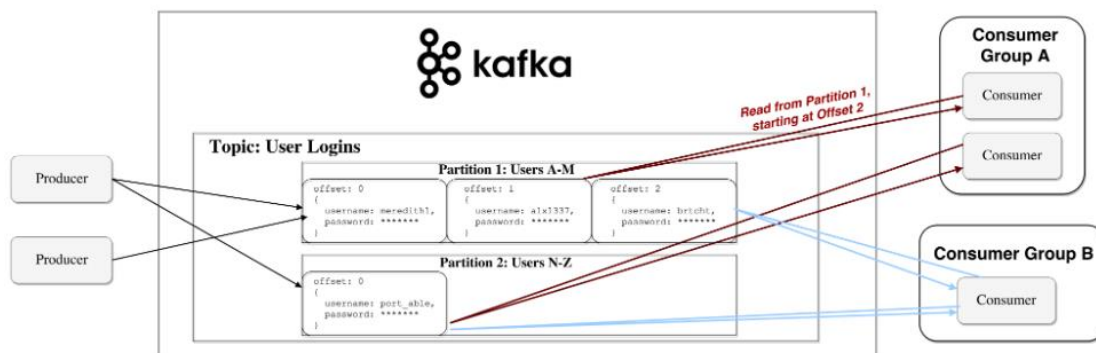 kafka
Consumer
Group A
Consumer
Consumer
Read from Partition 1,
starting at Offset 2
Topic: User Logins
Partition 1: Users A-M
offset: 0
{
username: meredith1,
password: *******
}
offset: 1
{
username: alx1337,
password: *******
}
offset: 2
{
username: brtcht,
password: *******
}
Producer
Producer
Partition 2: Users N-Z
offset: 0
{
username: port_able,
password: *******
}
Consumer Group B
Consumer